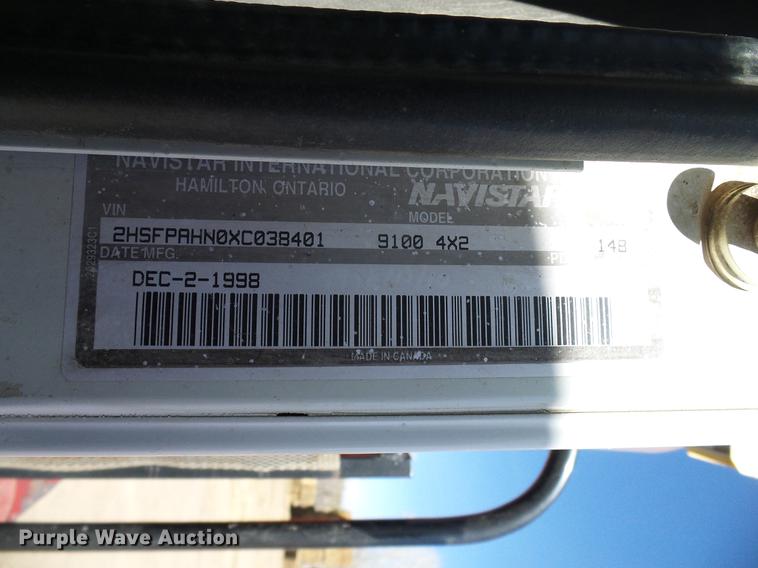 NAVISTAR INTERNATIONAL CORPORATION
HAMILTON, ONTARIO NAVISTAR
VIN MODEL
2HSFPAHN0XC038401 9100 4X2 148
DATE MFG.
DEC-2-1998
MADE IN CANADA
Purple Wave Auction